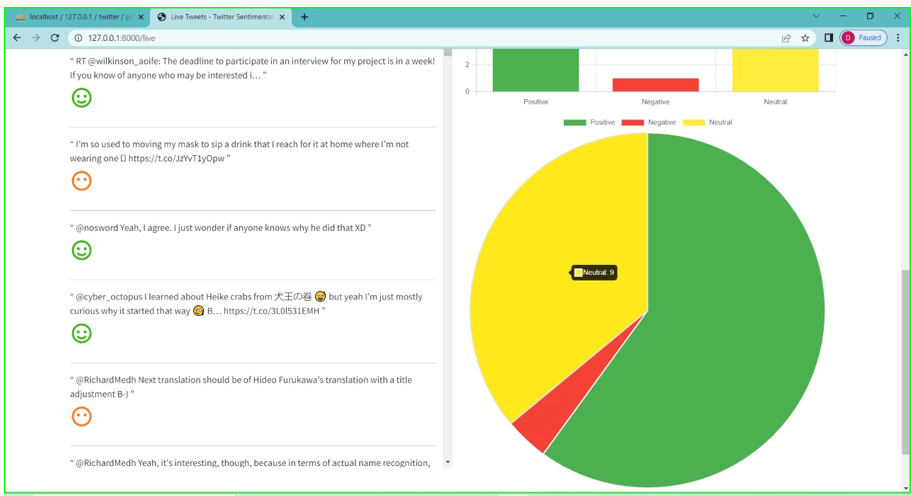 localhost / 127.0.0.1 / twitter / p
Live Tweets - Twitter Sentimental
127.0.0.1:8000/live
D Paused
“ RT @wilkinson_aoife: The deadline to participate in an interview for my project is in a week!
If you know of anyone who may be interested i… ”
“ I'm so used to moving my mask to sip a drink that I reach for it at home where I'm not
wearing one https://t.co/JzYvT1yOpw ”
“ @nosword Yeah, I agree. I just wonder if anyone knows why he did that XD ”
“ @cyber_octopus I learned about Heike crabs from 犬王の巻 😅 but yeah I'm just mostly
curious why it started that way 🧐 B… https://t.co/3L0l531EMH ”
“ @RichardMedh Next translation should be of Hideo Furukawa's translation with a title
adjustment B-) ”
“ @RichardMedh Yeah, it's interesting, though, because in terms of actual name recognition,
2
0
Positive
Negative
Neutral
Positive Negative Neutral
Neutral: 9